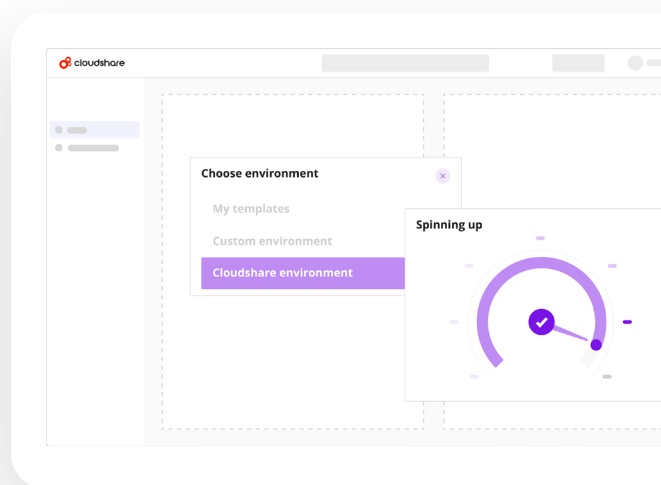 cloudshare
Choose environment
My templates
Custom environment
Cloudshare environment
Spinning up